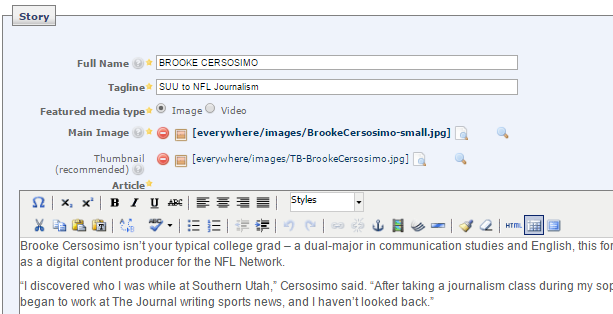 Story
Full Name
BROOKE CERSOSIMO
Tagline
SUU to NFL Journalism
Featured media type Image Video
Main Image [everywhere/images/BrookeCersosimo-small.jpg]
Thumbnail [everywhere/images/TB-BrookeCersosimo.jpg]
(recommended)
Article
Ω X₂ X² B I U ABC Styles
ABC HTML
Brooke Cersosimo isn't your typical college grad – a dual-major in communication studies and English, this for
as a digital content producer for the NFL Network.
“I discovered who I was while at Southern Utah,” Cersosimo said. “After taking a journalism class during my sop
began to work at The Journal writing sports news, and I haven't looked back.”